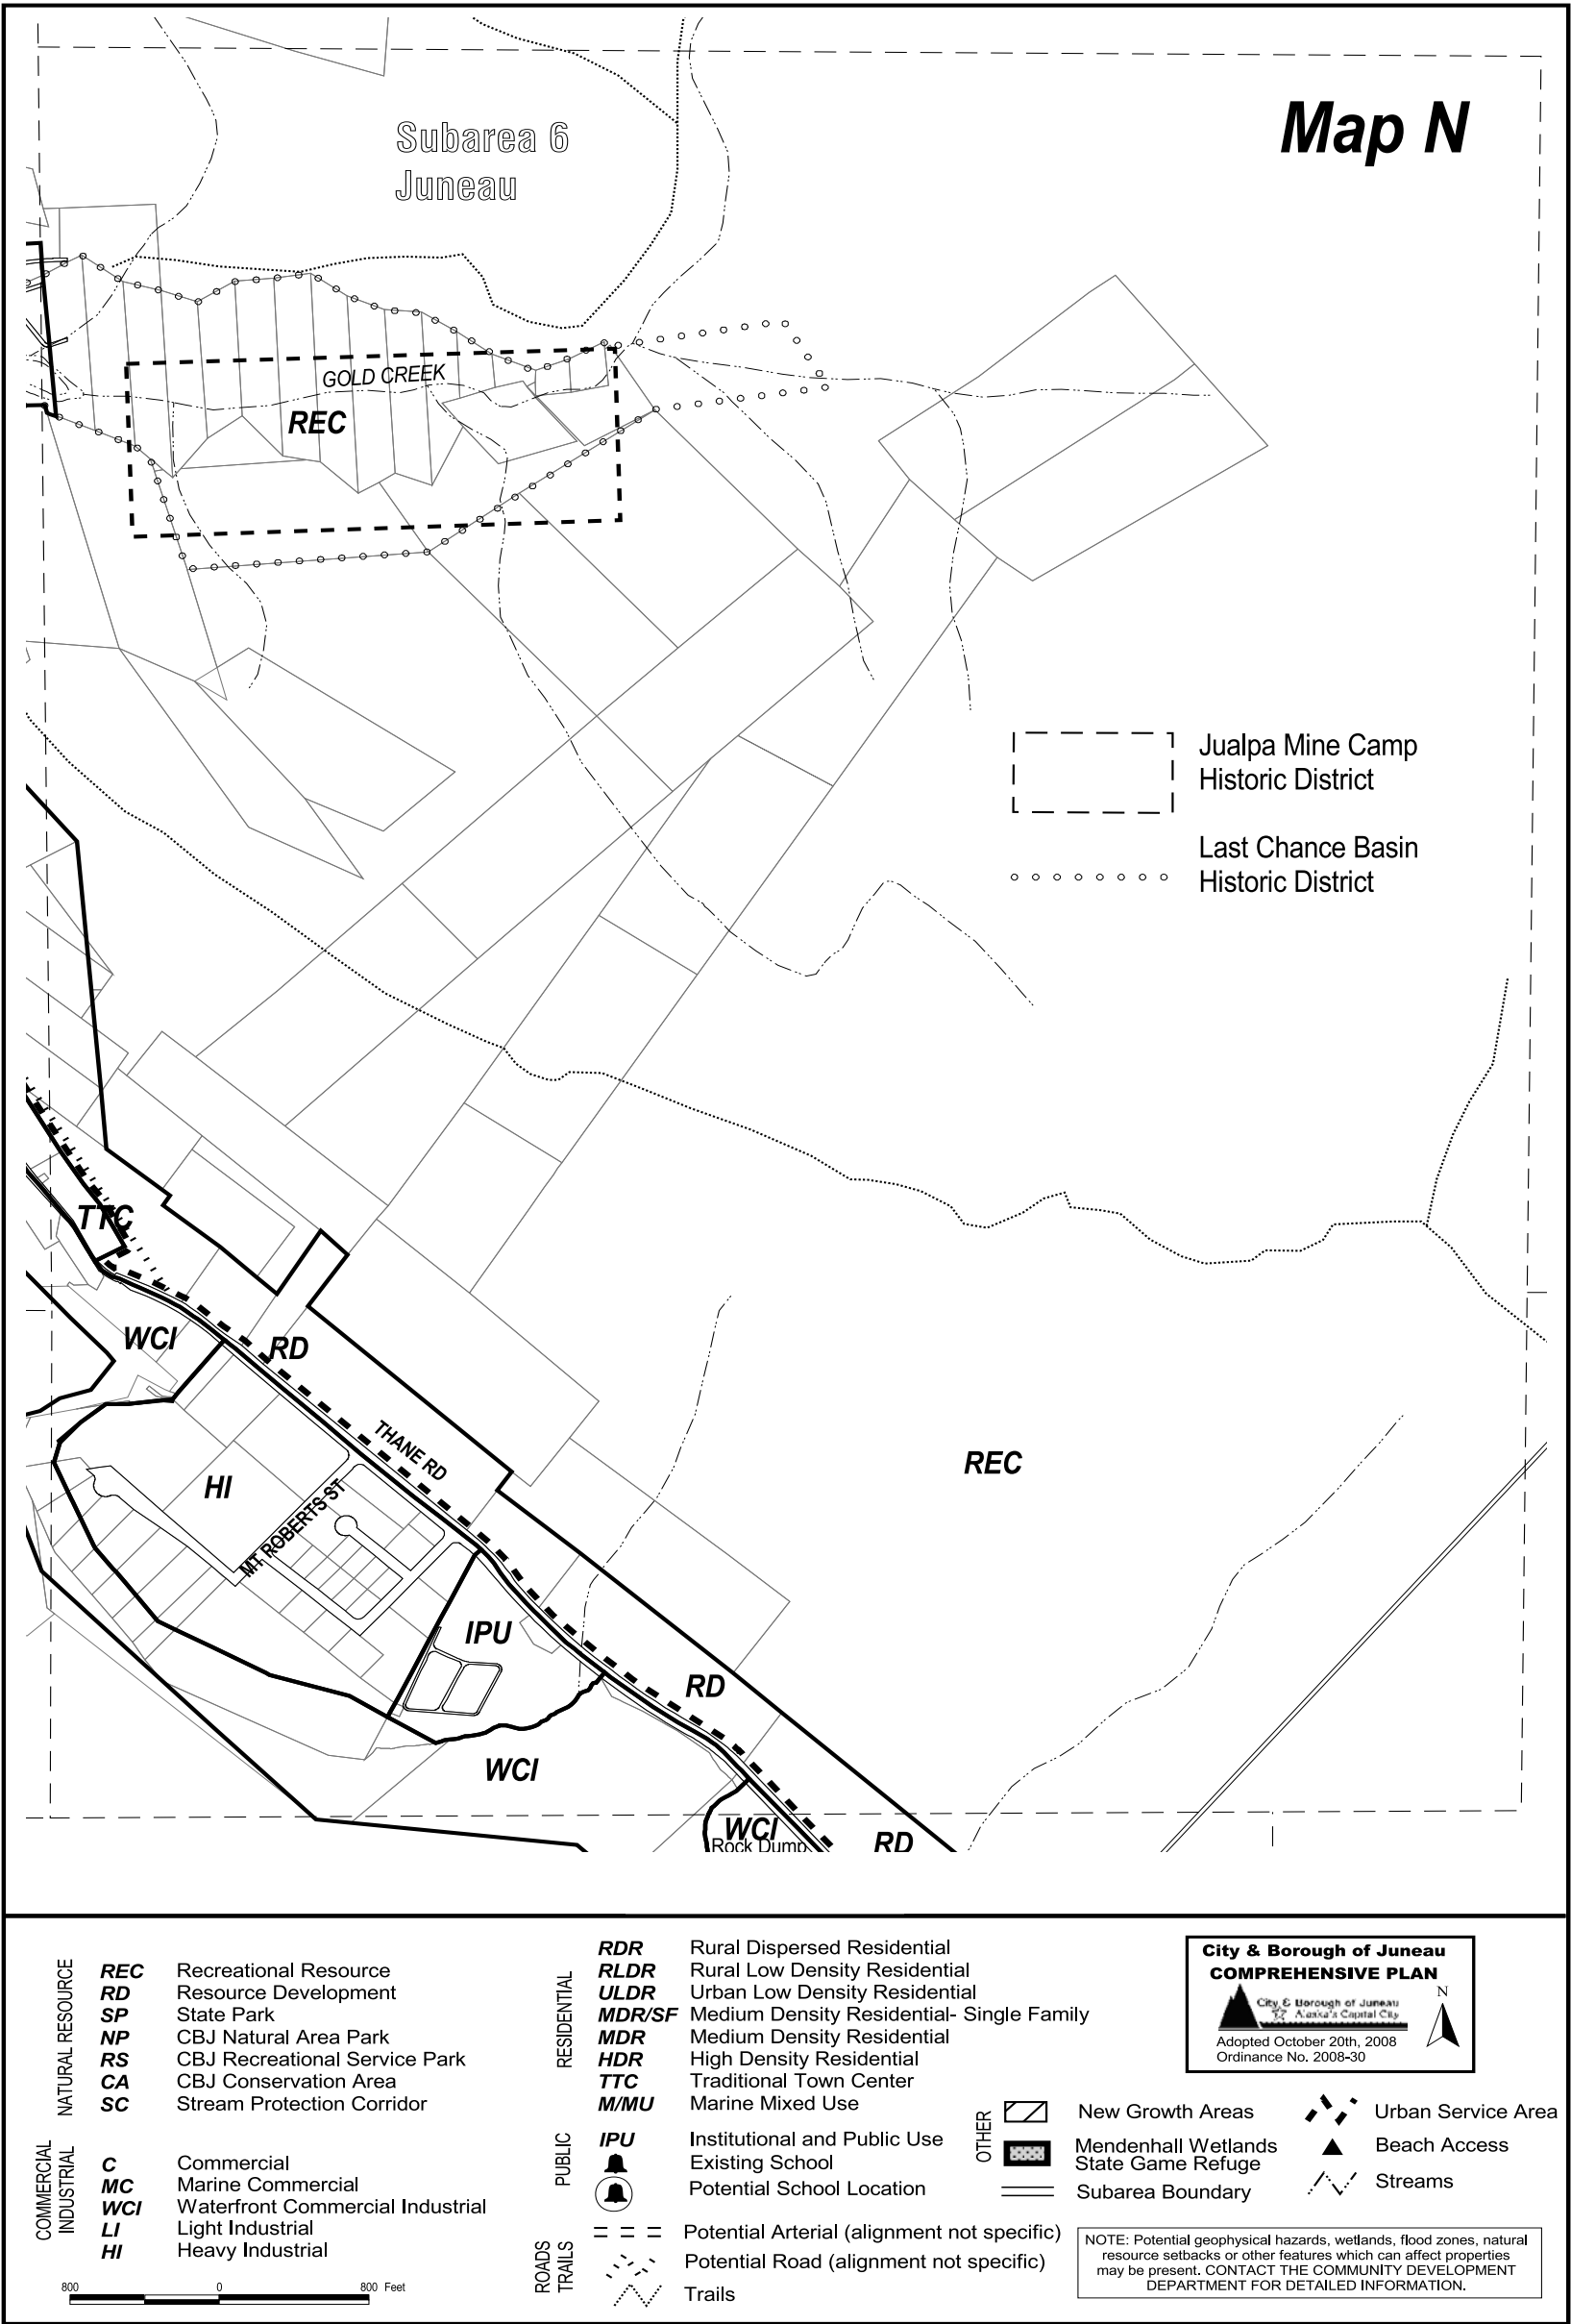 Map N
Subarea 6
Juneau
GOLD CREEK
REC
Jualpa Mine Camp
Historic District
Last Chance Basin
Historic District
TTC
WCI
RD
THANE RD
REC
HI
MT. ROBERTS ST
IPU
RD
WCI
WCI
Rock Dump
RD
NATURAL RESOURCE
REC Recreational Resource
RD Resource Development
SP State Park
NP CBJ Natural Area Park
RS CBJ Recreational Service Park
CA CBJ Conservation Area
SC Stream Protection Corridor
COMMERCIAL
INDUSTRIAL
C Commercial
MC Marine Commercial
WCI Waterfront Commercial Industrial
LI Light Industrial
HI Heavy Industrial
800 0 800 Feet
RESIDENTIAL
RDR Rural Dispersed Residential
RLDR Rural Low Density Residential
ULDR Urban Low Density Residential
MDR/SF Medium Density Residential- Single Family
MDR Medium Density Residential
HDR High Density Residential
TTC Traditional Town Center
M/MU Marine Mixed Use
PUBLIC
IPU Institutional and Public Use
Existing School
Potential School Location
ROADS
TRAILS
Potential Arterial (alignment not specific)
Potential Road (alignment not specific)
Trails
City & Borough of Juneau
COMPREHENSIVE PLAN
City & Borough of Juneau
Alaska's Capital City
N
Adopted October 20th, 2008
Ordinance No. 2008-30
OTHER
New Growth Areas
Mendenhall Wetlands
State Game Refuge
Subarea Boundary
Urban Service Area
Beach Access
Streams
NOTE: Potential geophysical hazards, wetlands, flood zones, natural
resource setbacks or other features which can affect properties
may be present. CONTACT THE COMMUNITY DEVELOPMENT
DEPARTMENT FOR DETAILED INFORMATION.